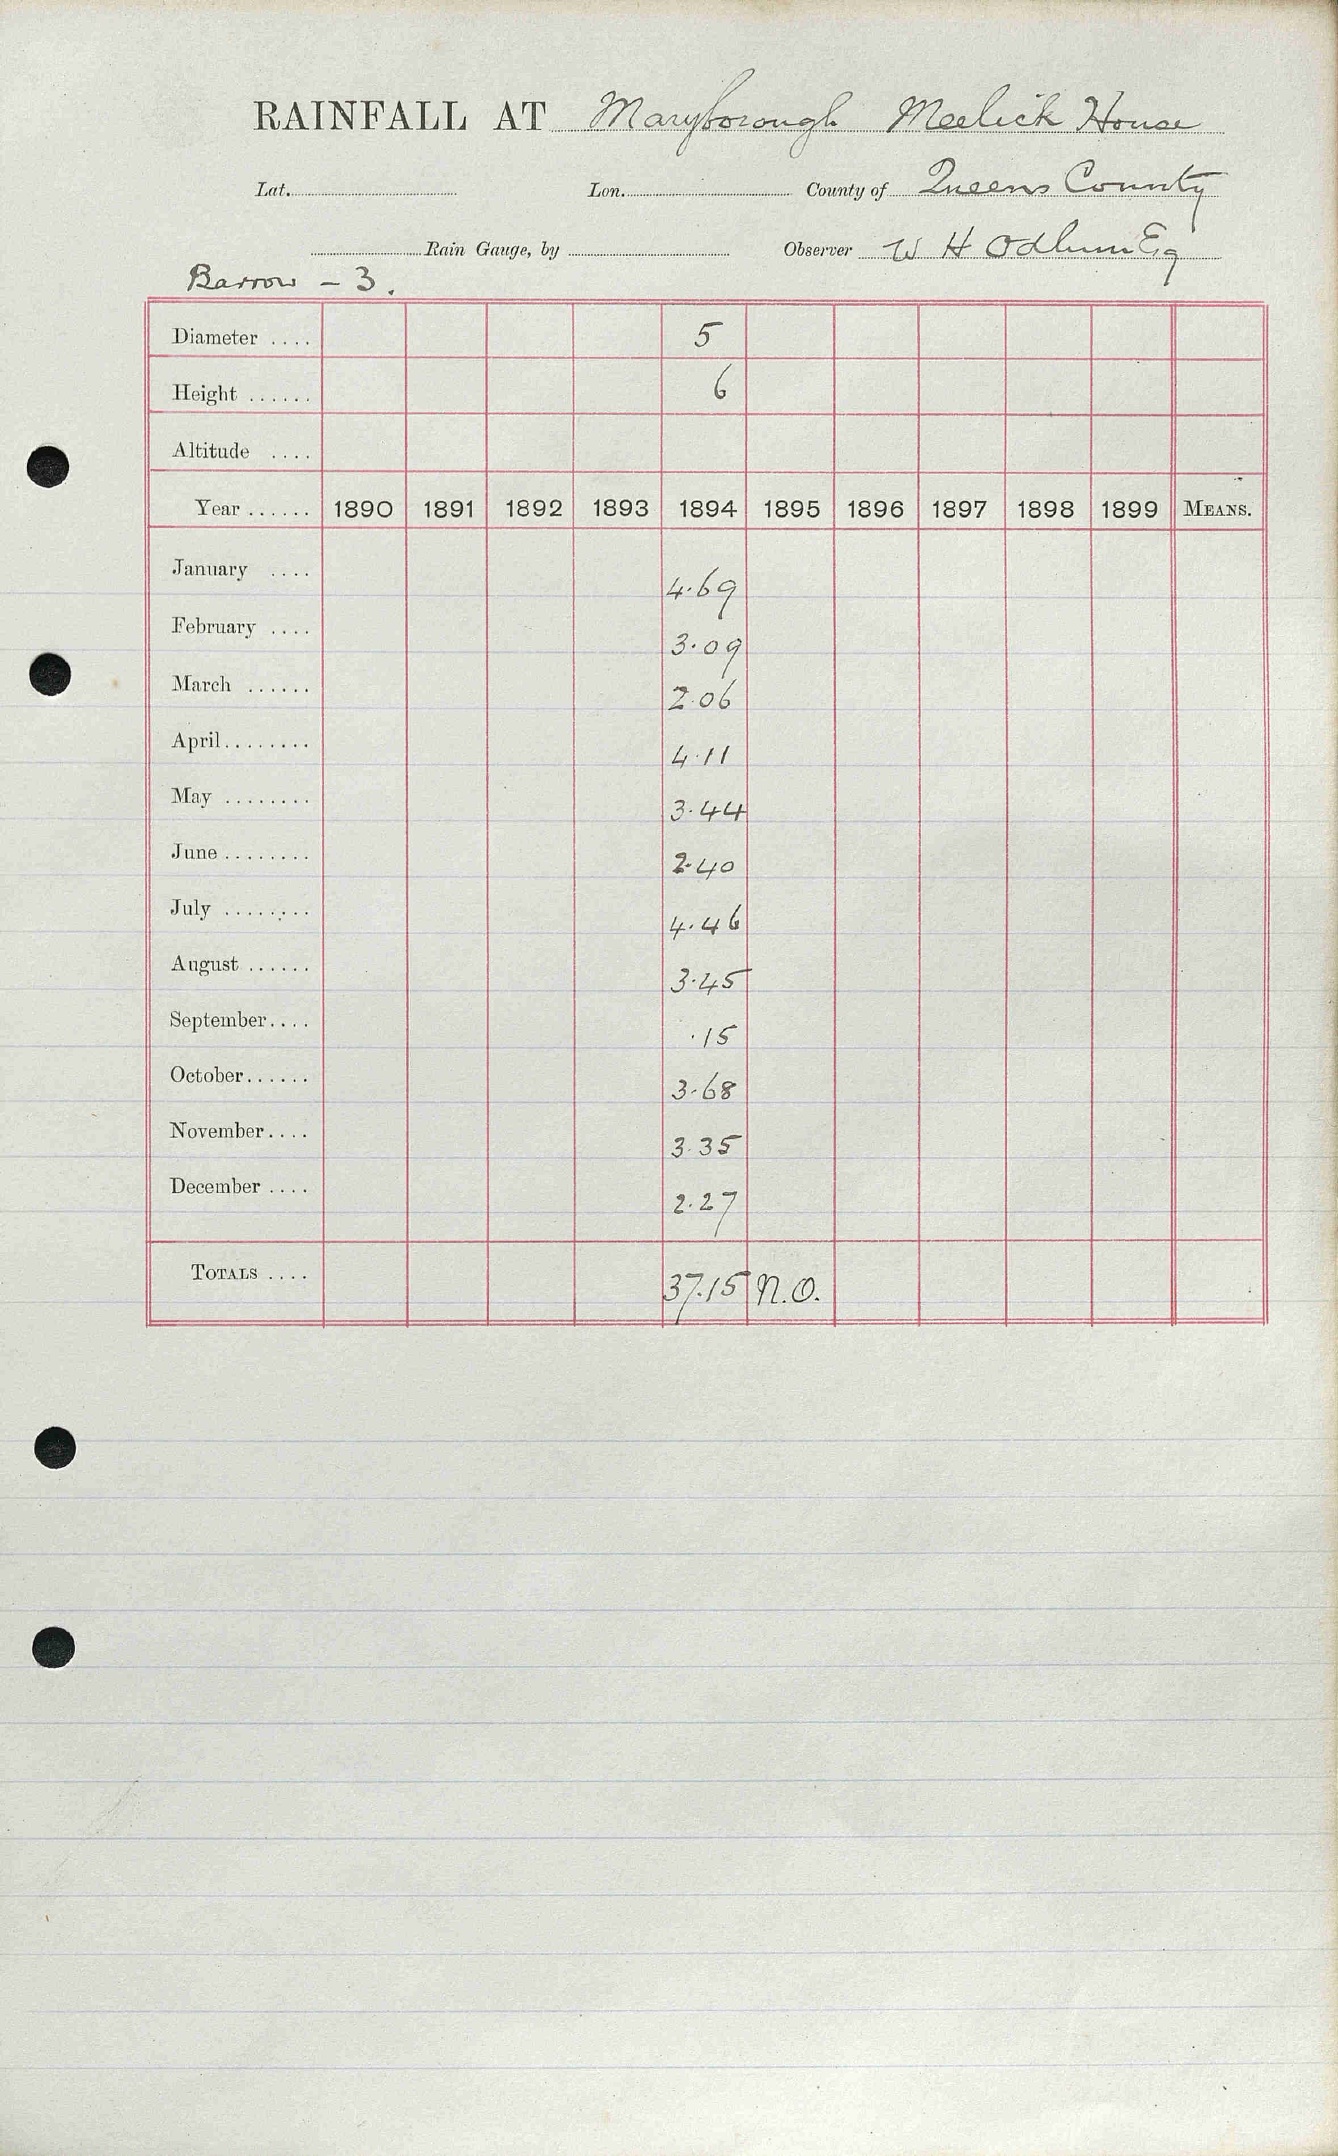 RAINFALL AT Maryborough Meelick House
Lat. Lon. County of Queens County
Rain Gauge, by Observer W H Odlum Esq
Barrow - 3.
Diameter .... 5
Height ...... 6
Altitude ....
Year ...... 1890 1891 1892 1893 1894 1895 1896 1897 1898 1899 MEANS.
January .... 4.69
February .... 3.09
March ...... 2.06
April........ 4.11
May ........ 3.44
June ........ 2.40
July ........ 4.46
August ...... 3.45
September.... .15
October...... 3.68
November.... 3.35
December .... 2.27
TOTALS .... 37.15 N.O.